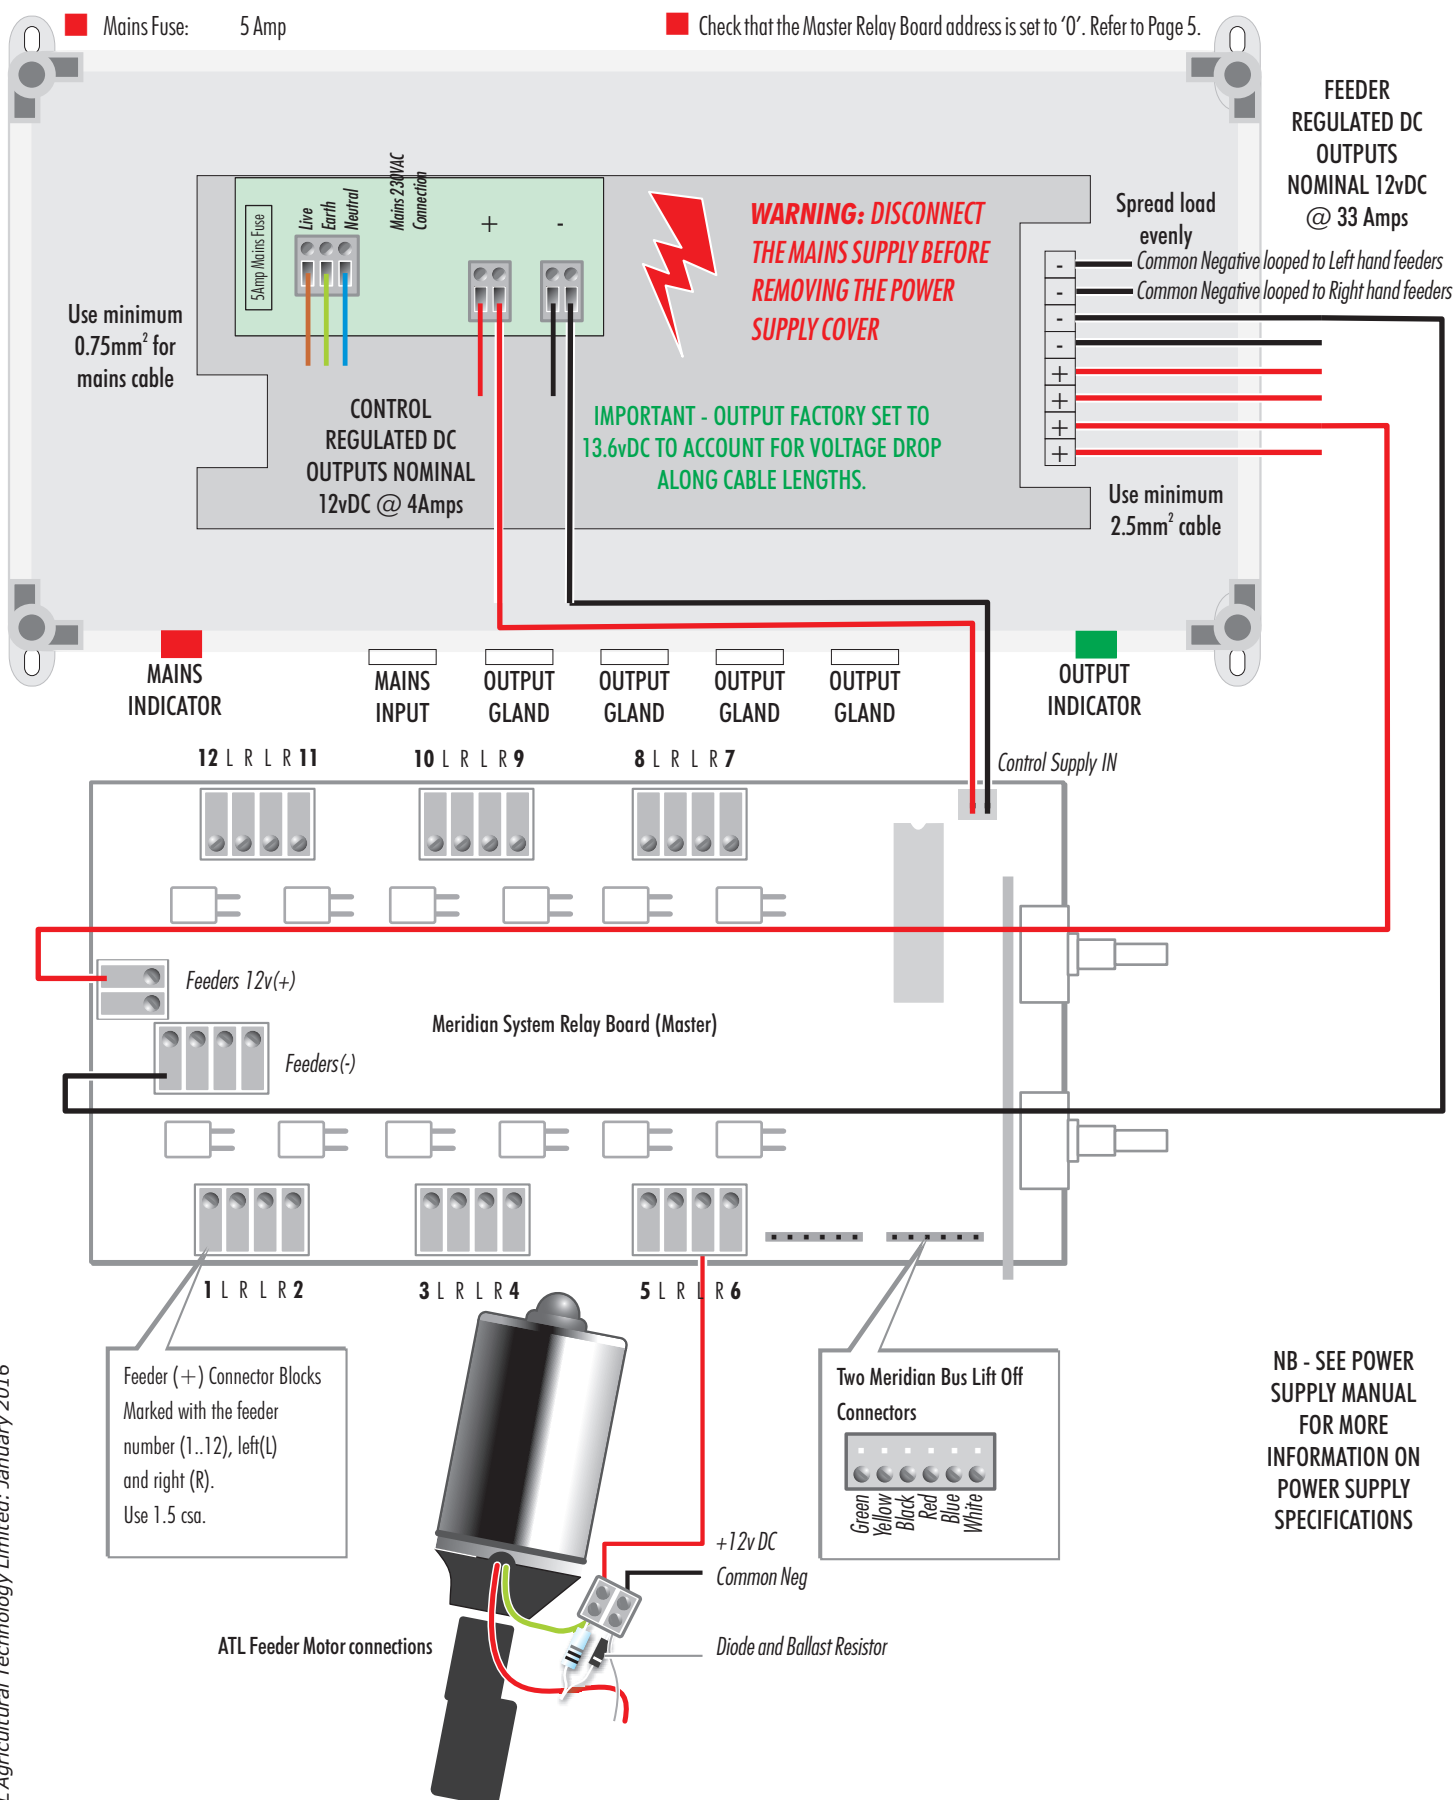 Mains Fuse: 5 Amp
Check that the Master Relay Board address is set to ‘0’. Refer to Page 5.
FEEDER
REGULATED DC
OUTPUTS
NOMINAL 12vDC
@ 33 Amps
5Amp Mains Fuse
Live
Earth
Neutral
Mains 230VAC
Connection
+
-
WARNING: DISCONNECT
THE MAINS SUPPLY BEFORE
REMOVING THE POWER
SUPPLY COVER
Spread load
evenly
- Common Negative looped to Left hand feeders
- Common Negative looped to Right hand feeders
-
-
+
+
+
+
Use minimum
0.75mm² for
mains cable
CONTROL
REGULATED DC
OUTPUTS NOMINAL
12vDC @ 4Amps
IMPORTANT - OUTPUT FACTORY SET TO
13.6vDC TO ACCOUNT FOR VOLTAGE DROP
ALONG CABLE LENGTHS.
Use minimum
2.5mm² cable
MAINS
INDICATOR
MAINS
INPUT
OUTPUT
GLAND
OUTPUT
GLAND
OUTPUT
GLAND
OUTPUT
GLAND
OUTPUT
INDICATOR
12 L R L R 11
10 L R L R 9
8 L R L R 7
Control Supply IN
Feeders 12v(+)
Meridian System Relay Board (Master)
Feeders(-)
1 L R L R 2
3 L R L R 4
5 L R L R 6
Feeder (+) Connector Blocks
Marked with the feeder
number (1..12), left(L)
and right (R).
Use 1.5 csa.
Two Meridian Bus Lift Off
Connectors
Green
Yellow
Black
Red
Blue
White
NB - SEE POWER
SUPPLY MANUAL
FOR MORE
INFORMATION ON
POWER SUPPLY
SPECIFICATIONS
+12v DC
Common Neg
Diode and Ballast Resistor
ATL Feeder Motor connections
Agricultural Technology Limited: January 2016